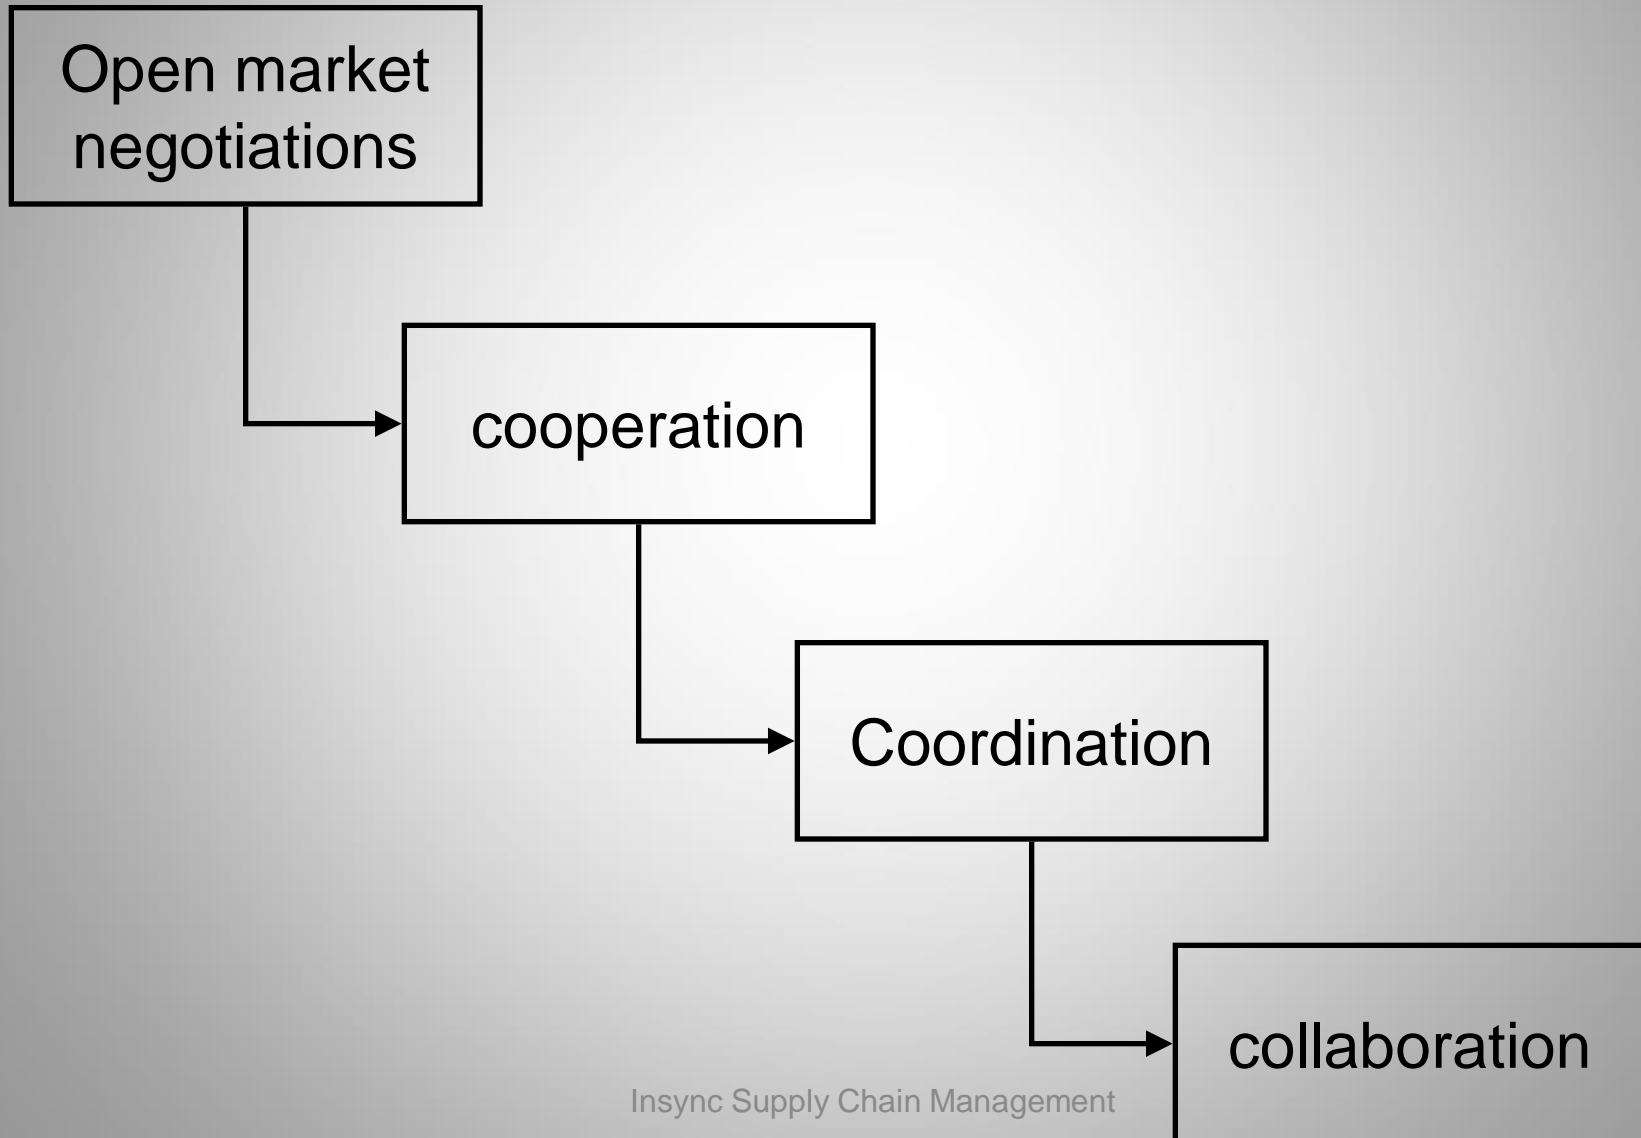 Open market
negotiations
cooperation
Coordination
collaboration
Insync Supply Chain Management